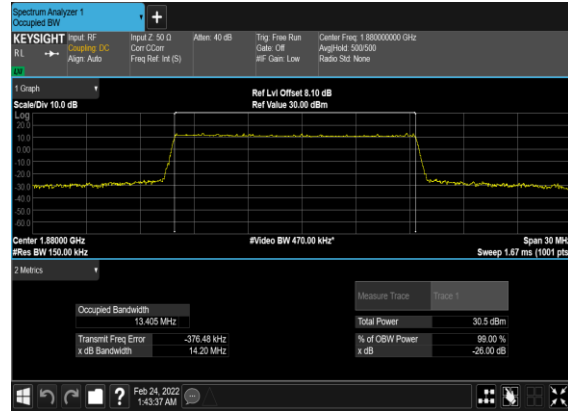 Spectrum Analyzer 1
Occupied BW
+
KEYSIGHT Input: RF Input Z: 50 Ω Atten: 40 dB Trig: Free Run Center Freq: 1.880000000 GHz
RL Coupling: DC Corr CCorr Gate: Off Avg|Hold: 500/500
Align: Auto Freq Ref: Int (S) #IF Gain: Low Radio Std: None
LXI
1 Graph
Ref Lvl Offset 8.10 dB
Scale/Div 10.0 dB Ref Value 30.00 dBm
Log
20.0
10.0
0.00
-10.0
-20.0
-30.0
-40.0
-50.0
-60.0
Center 1.88000 GHz #Video BW 470.00 kHz* Span 30 MHz
#Res BW 150.00 kHz Sweep 1.67 ms (1001 pts
2 Metrics
Measure Trace Trace 1
Occupied Bandwidth
13.405 MHz Total Power 30.5 dBm
Transmit Freq Error -376.48 kHz % of OBW Power 99.00 %
x dB Bandwidth 14.20 MHz x dB -26.00 dB
? Feb 24, 2022
1:43:37 AM